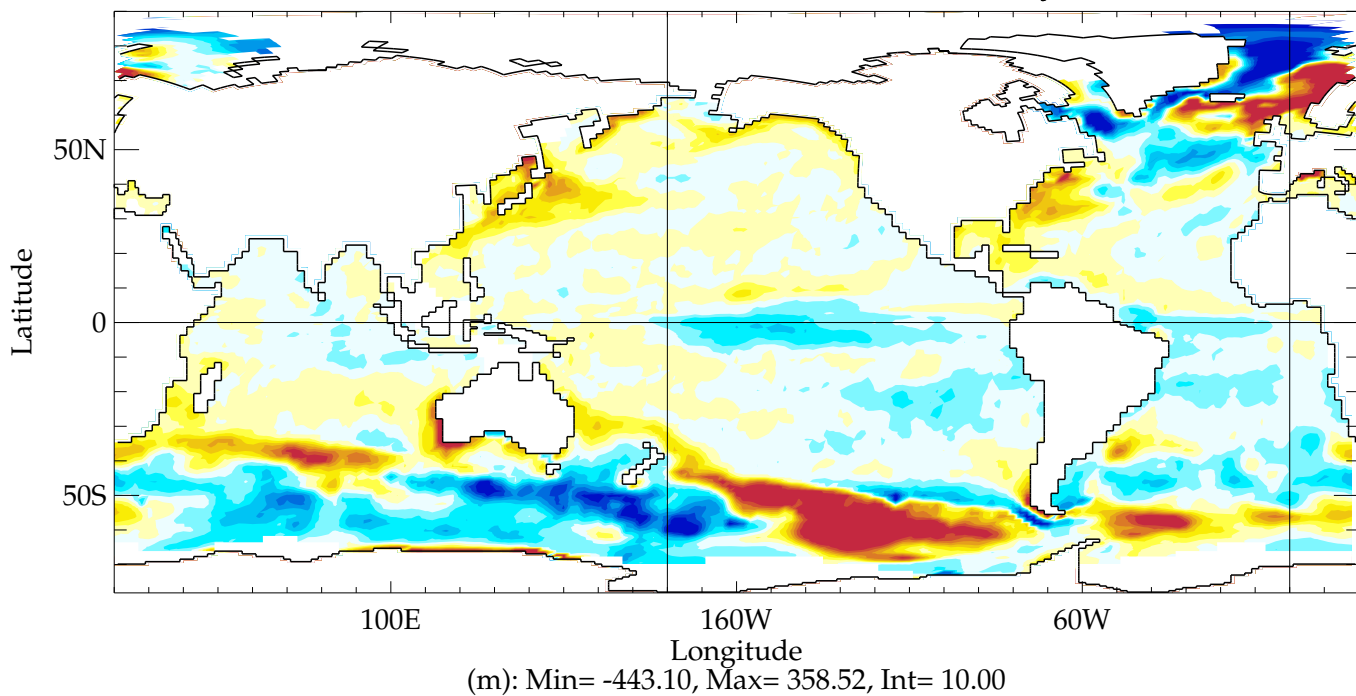 50N
0
50S
Latitude
100E
160W
60W
Longitude
(m): Min= -443.10, Max= 358.52, Int= 10.00